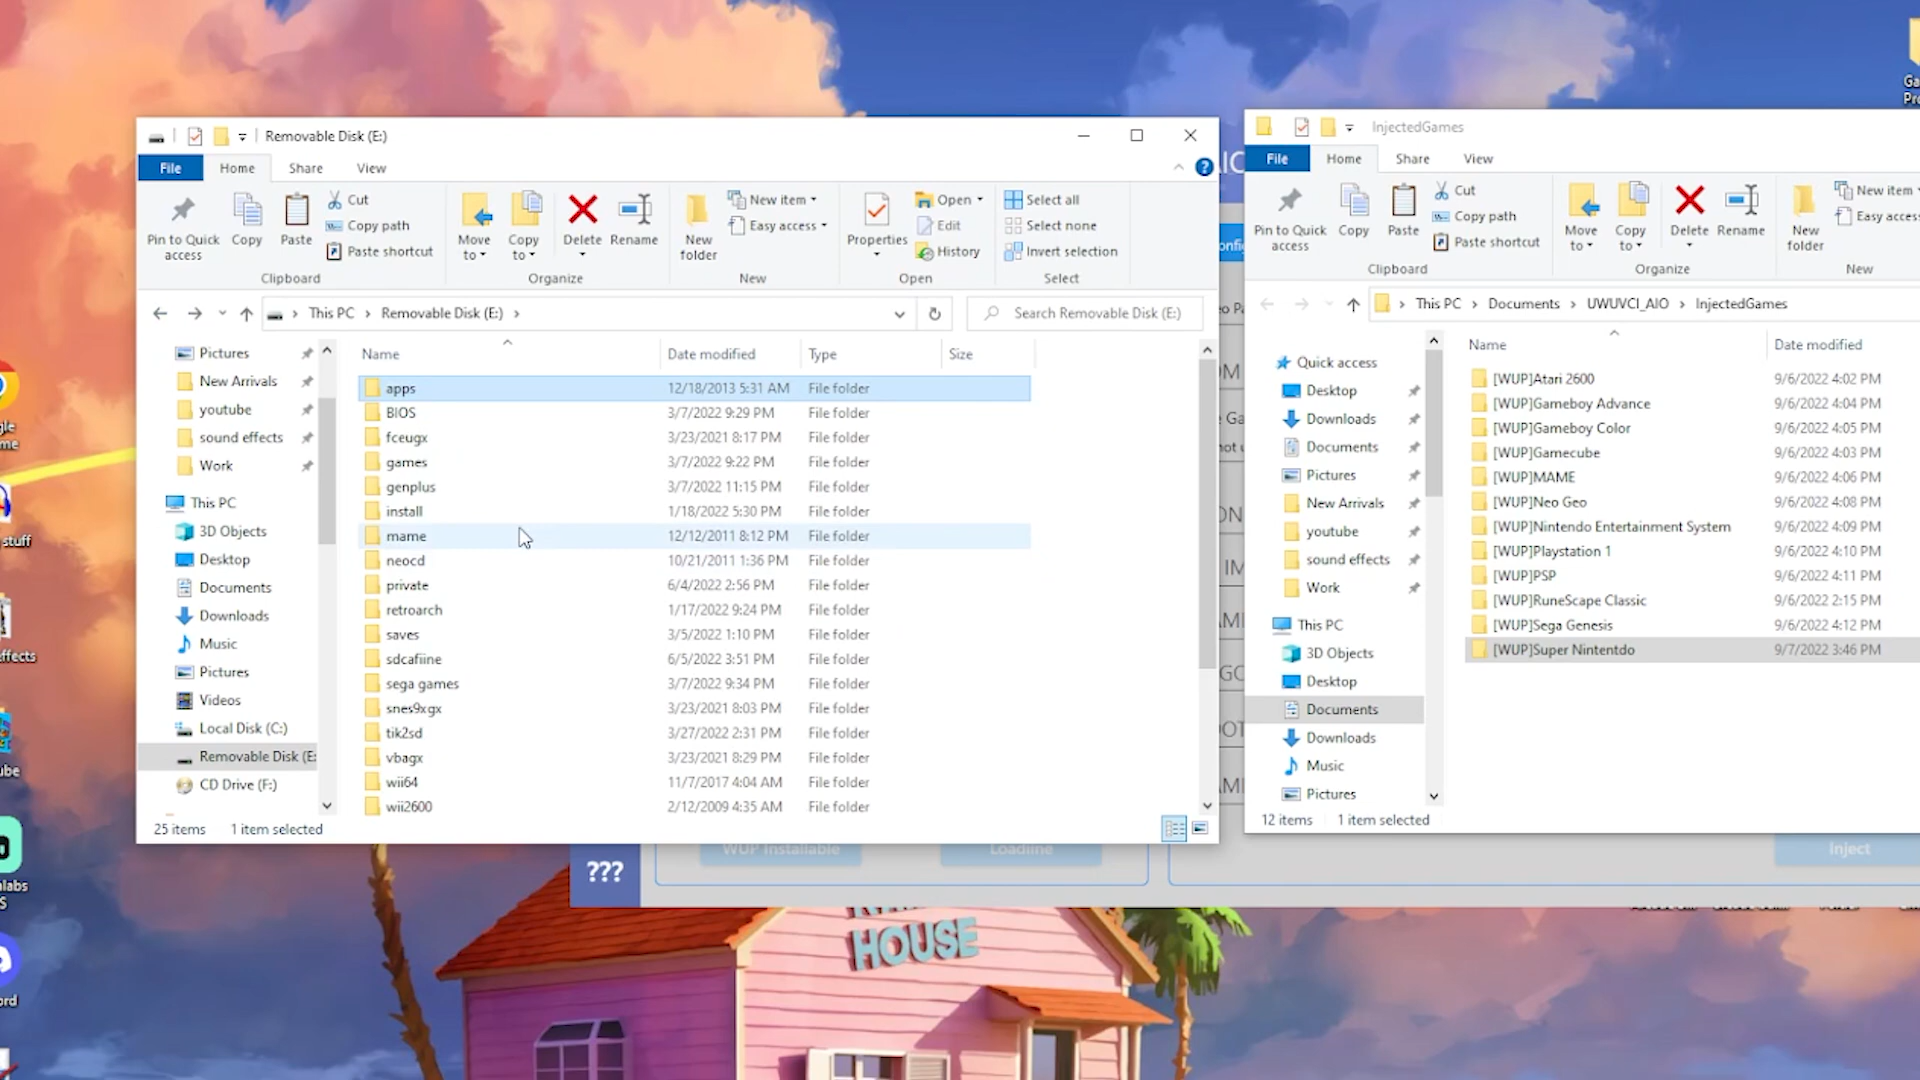 Removable Disk (E:)
File Home Share View
Pin to Quick access
Copy
Paste
Cut
Copy path
Paste shortcut
Clipboard
Move to
Copy to
Delete
Rename
Organize
New folder
New item
Easy access
New
Properties
Open
Edit
History
Open
Select all
Select none
Invert selection
Select
This PC > Removable Disk (E:) >
Search Removable Disk (E:)
Pictures
New Arrivals
youtube
sound effects
Work
This PC
3D Objects
Desktop
Documents
Downloads
Music
Pictures
Videos
Local Disk (C:)
Removable Disk (E:
CD Drive (F:)
Name Date modified Type Size
apps 12/18/2013 5:31 AM File folder
BIOS 3/7/2022 9:29 PM File folder
fceugx 3/23/2021 8:17 PM File folder
games 3/7/2022 9:22 PM File folder
genplus 3/7/2022 11:15 PM File folder
install 1/18/2022 5:30 PM File folder
mame 12/12/2011 8:12 PM File folder
neocd 10/21/2011 1:36 PM File folder
private 6/4/2022 2:56 PM File folder
retroarch 1/17/2022 9:24 PM File folder
saves 3/5/2022 1:10 PM File folder
sdcafiine 6/5/2022 3:51 PM File folder
sega games 3/7/2022 9:34 PM File folder
snes9xgx 3/23/2021 8:03 PM File folder
tik2sd 3/27/2022 2:31 PM File folder
vbagx 3/23/2021 8:29 PM File folder
wii64 11/7/2017 4:04 AM File folder
wii2600 2/12/2009 4:35 AM File folder
25 items 1 item selected
InjectedGames
File Home Share View
Pin to Quick access
Copy
Paste
Cut
Copy path
Paste shortcut
Clipboard
Move to
Copy to
Delete
Rename
Organize
New folder
New item
Easy access
New
> This PC > Documents > UWUVCI_AIO > InjectedGames
Quick access
Desktop
Downloads
Documents
Pictures
New Arrivals
youtube
sound effects
Work
This PC
3D Objects
Desktop
Documents
Downloads
Music
Pictures
Name Date modified
[WUP]Atari 2600 9/6/2022 4:02 PM
[WUP]Gameboy Advance 9/6/2022 4:04 PM
[WUP]Gameboy Color 9/6/2022 4:05 PM
[WUP]Gamecube 9/6/2022 4:03 PM
[WUP]MAME 9/6/2022 4:06 PM
[WUP]Neo Geo 9/6/2022 4:08 PM
[WUP]Nintendo Entertainment System 9/6/2022 4:09 PM
[WUP]Playstation 1 9/6/2022 4:10 PM
[WUP]PSP 9/6/2022 4:11 PM
[WUP]RuneScape Classic 9/6/2022 2:15 PM
[WUP]Sega Genesis 9/6/2022 4:12 PM
[WUP]Super Nintentdo 9/7/2022 3:46 PM
12 items 1 item selected
???
WUP Installable
Loadiine
Inject
HOUSE
stuff